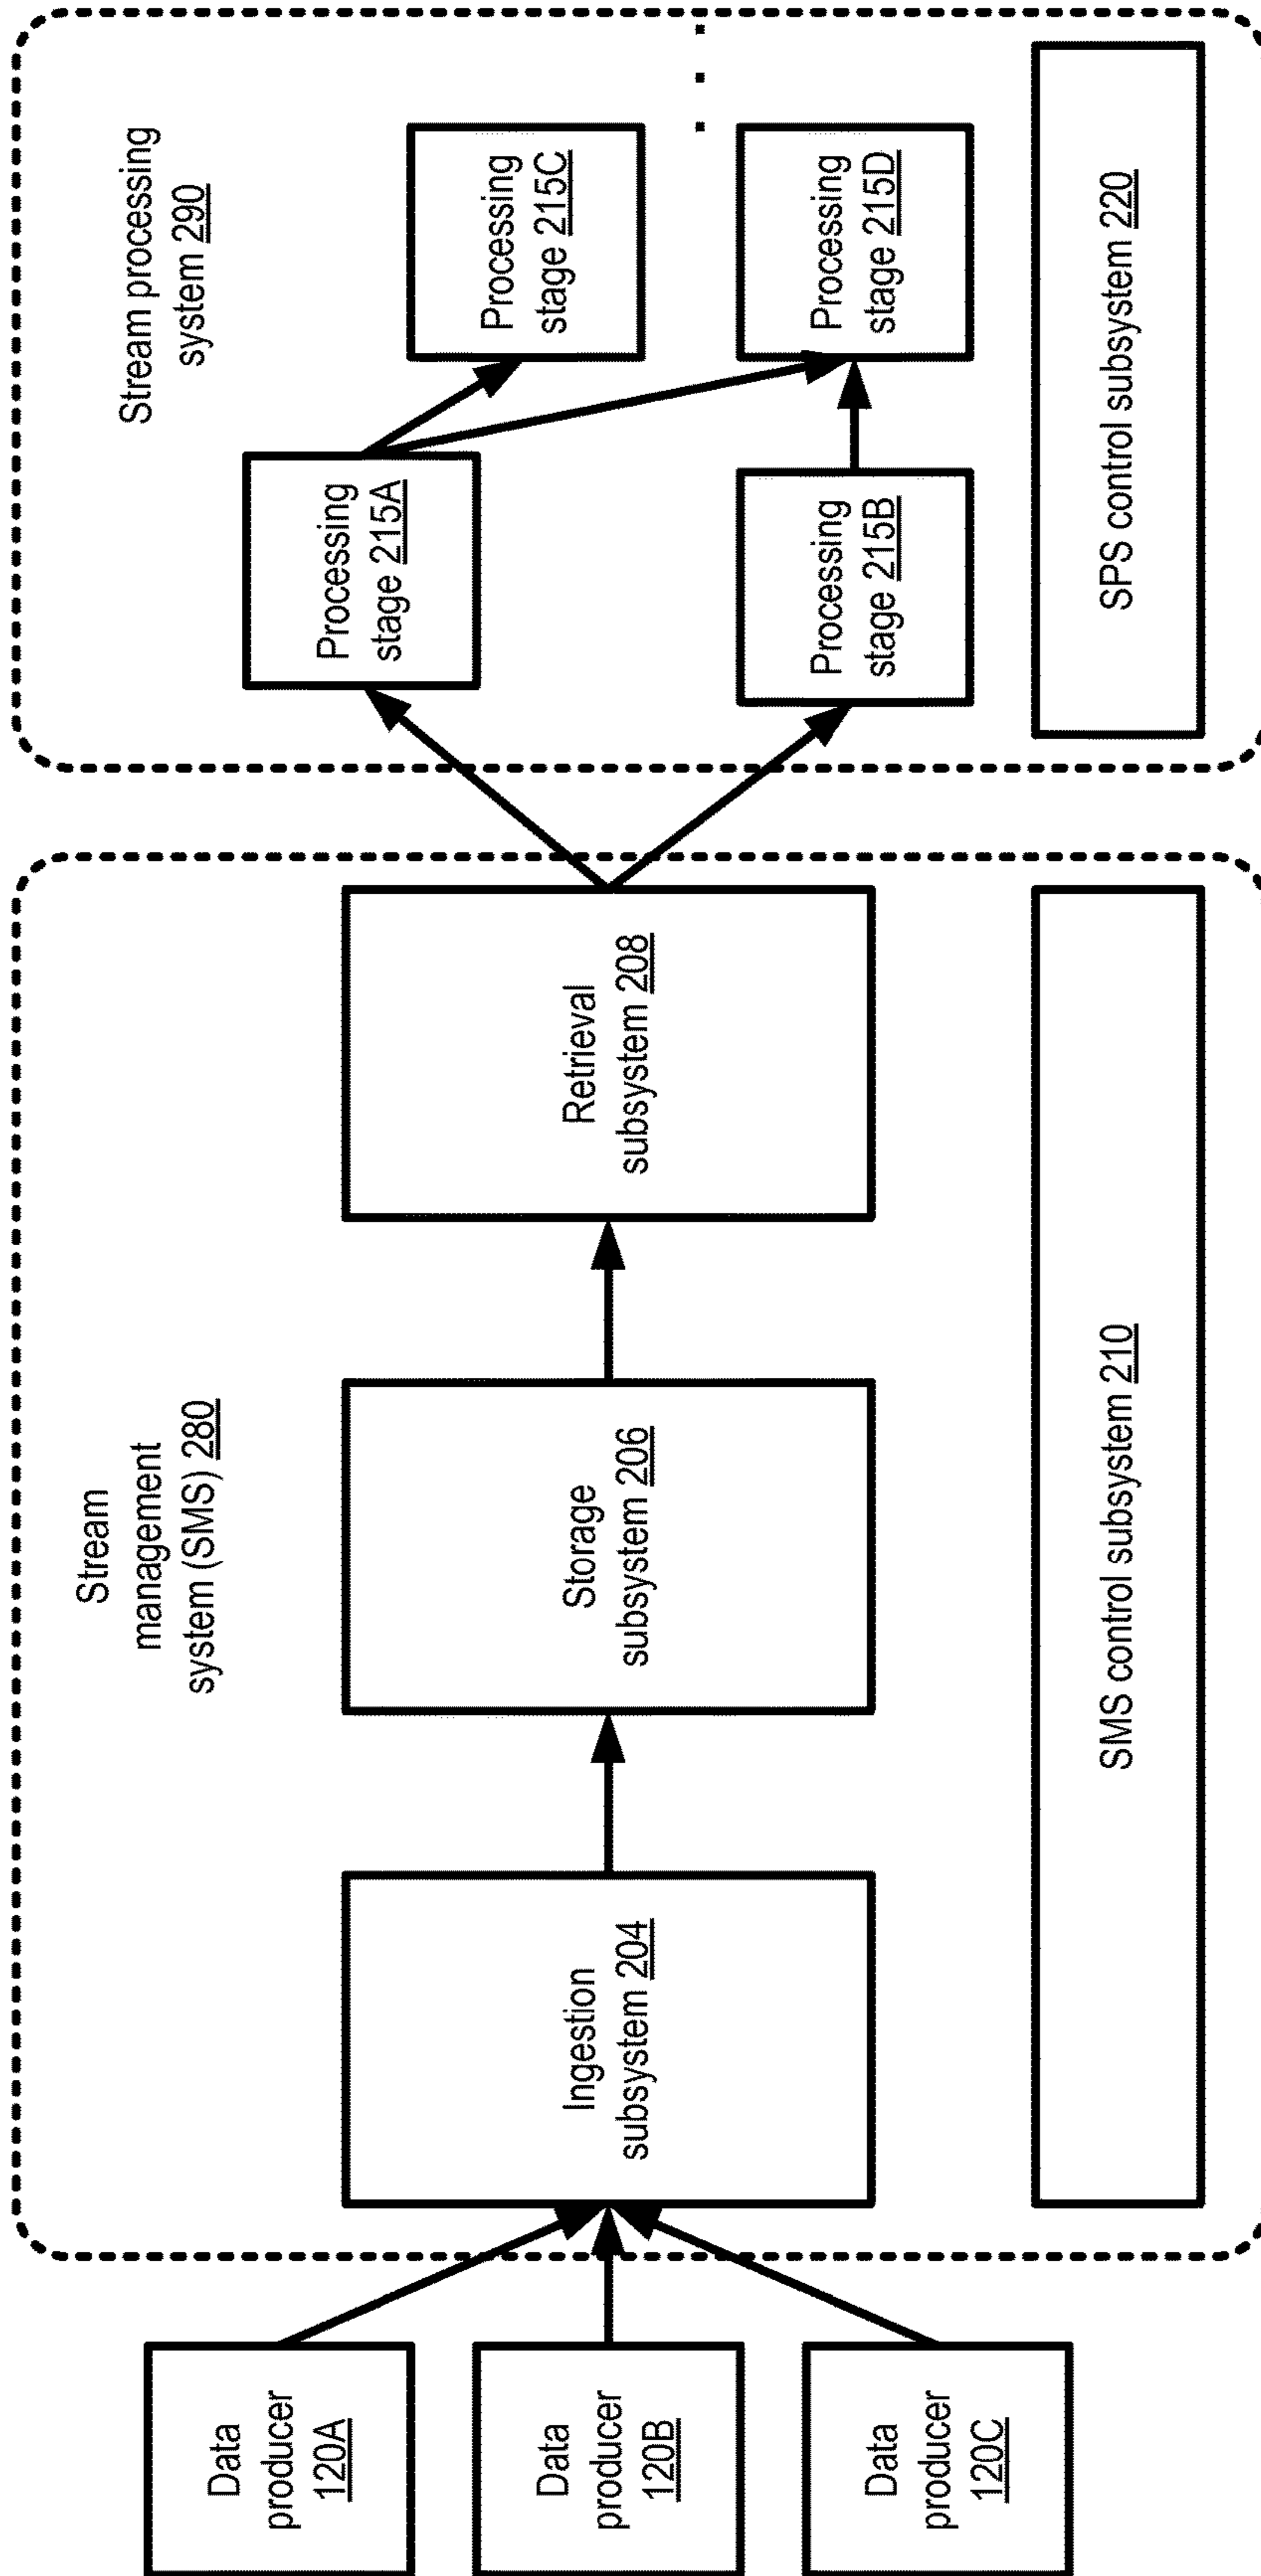 Data
producer
120A
Data
producer
120B
Data
producer
120C
Stream
management
system (SMS) 280
Ingestion
subsystem 204
Storage
subsystem 206
Retrieval
subsystem 208
SMS control subsystem 210
Stream processing
system 290
Processing
stage 215A
Processing
stage 215B
Processing
stage 215C
Processing
stage 215D
SPS control subsystem 220